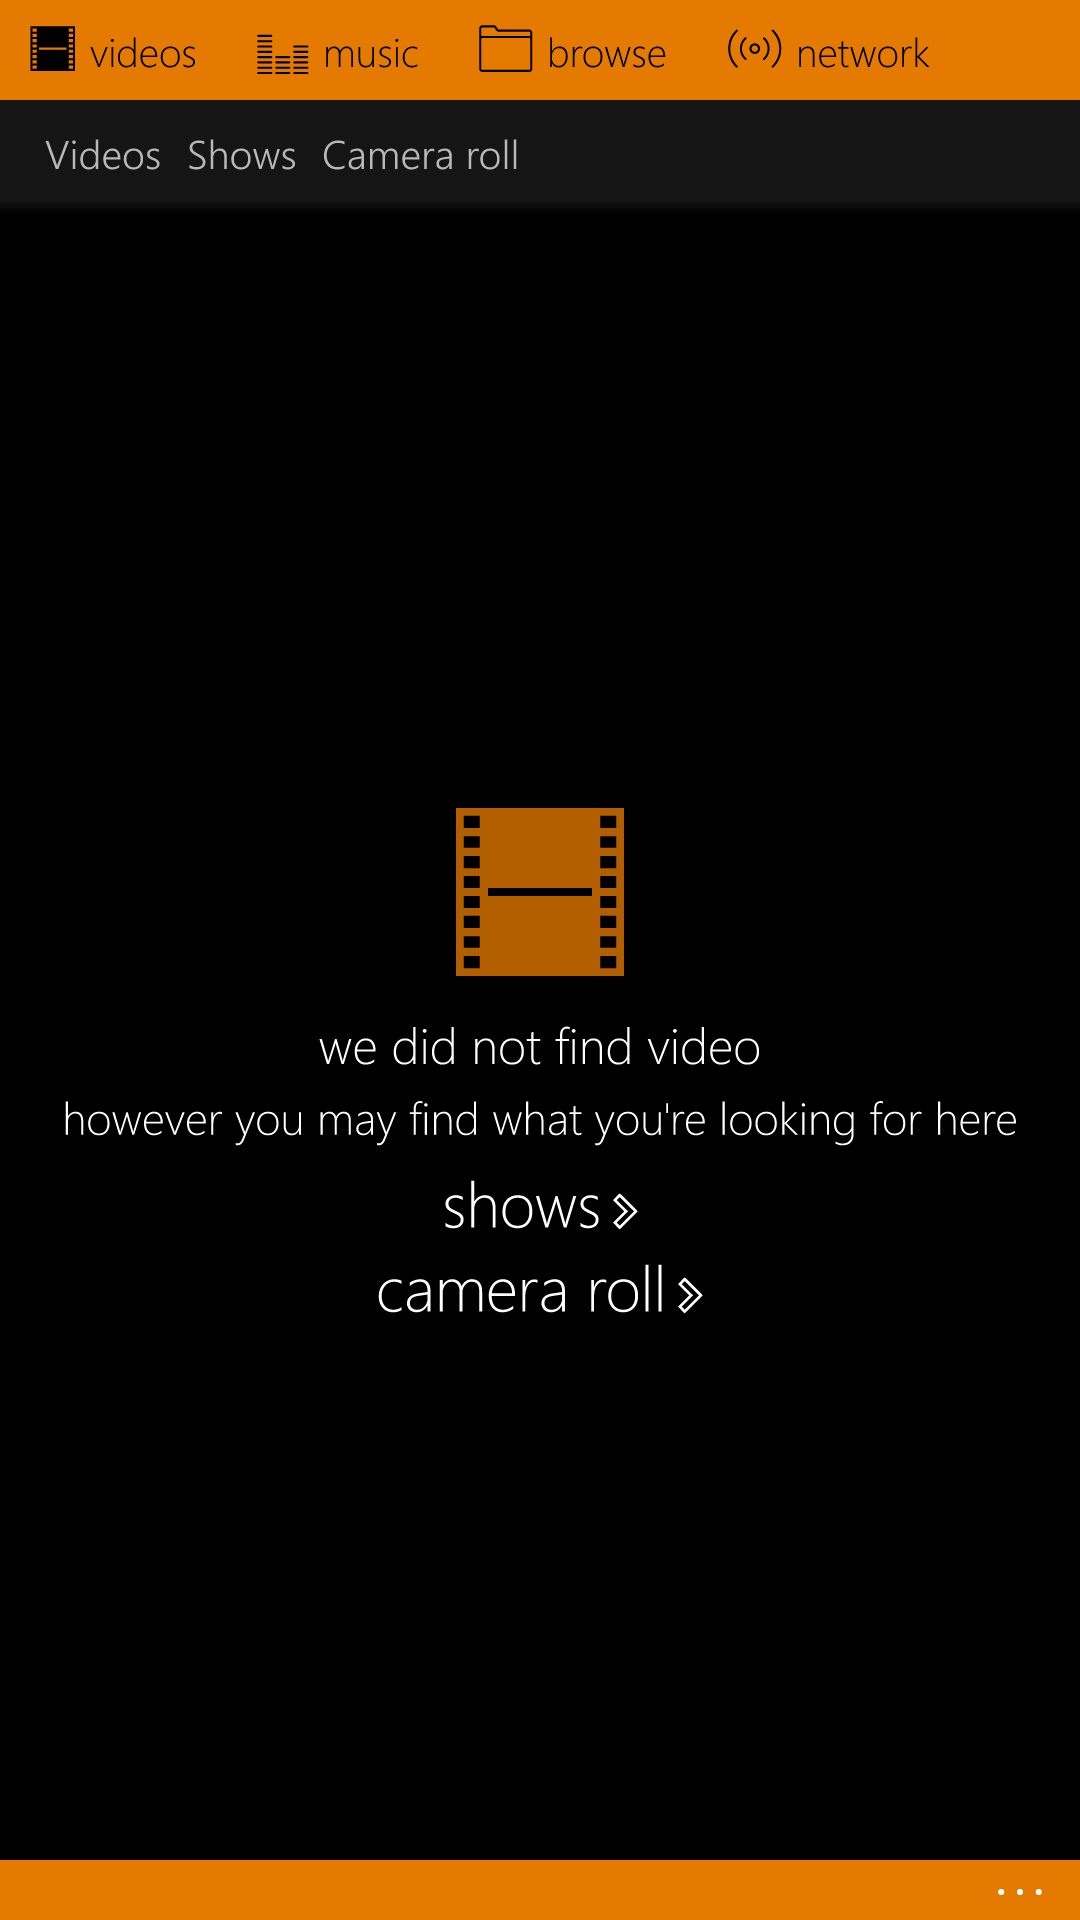 videos music browse network
Videos Shows Camera roll
we did not find video
however you may find what you're looking for here
shows
camera roll